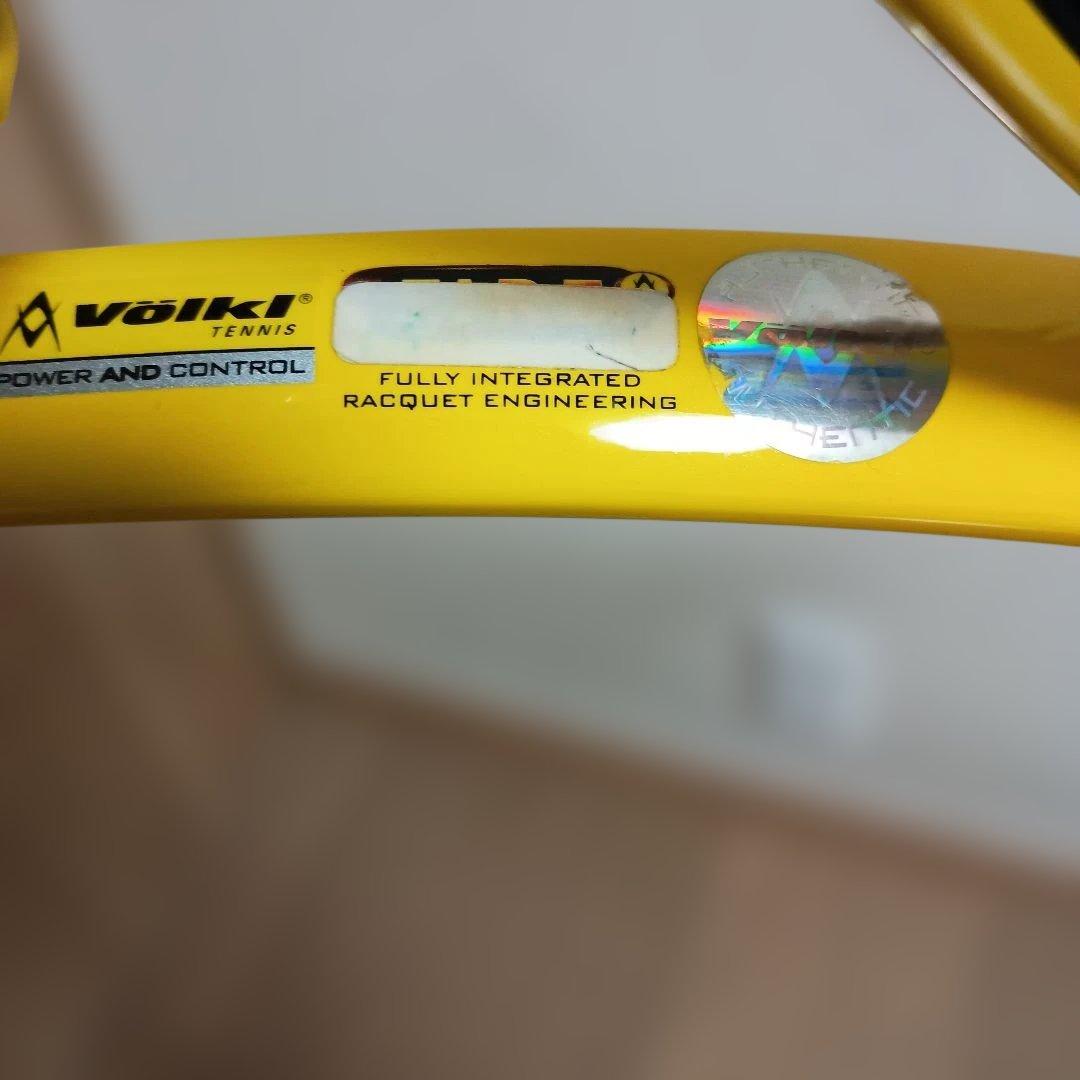 völkl®
TENNIS
POWER AND CONTROL
FULLY INTEGRATED
RACQUET ENGINEERING